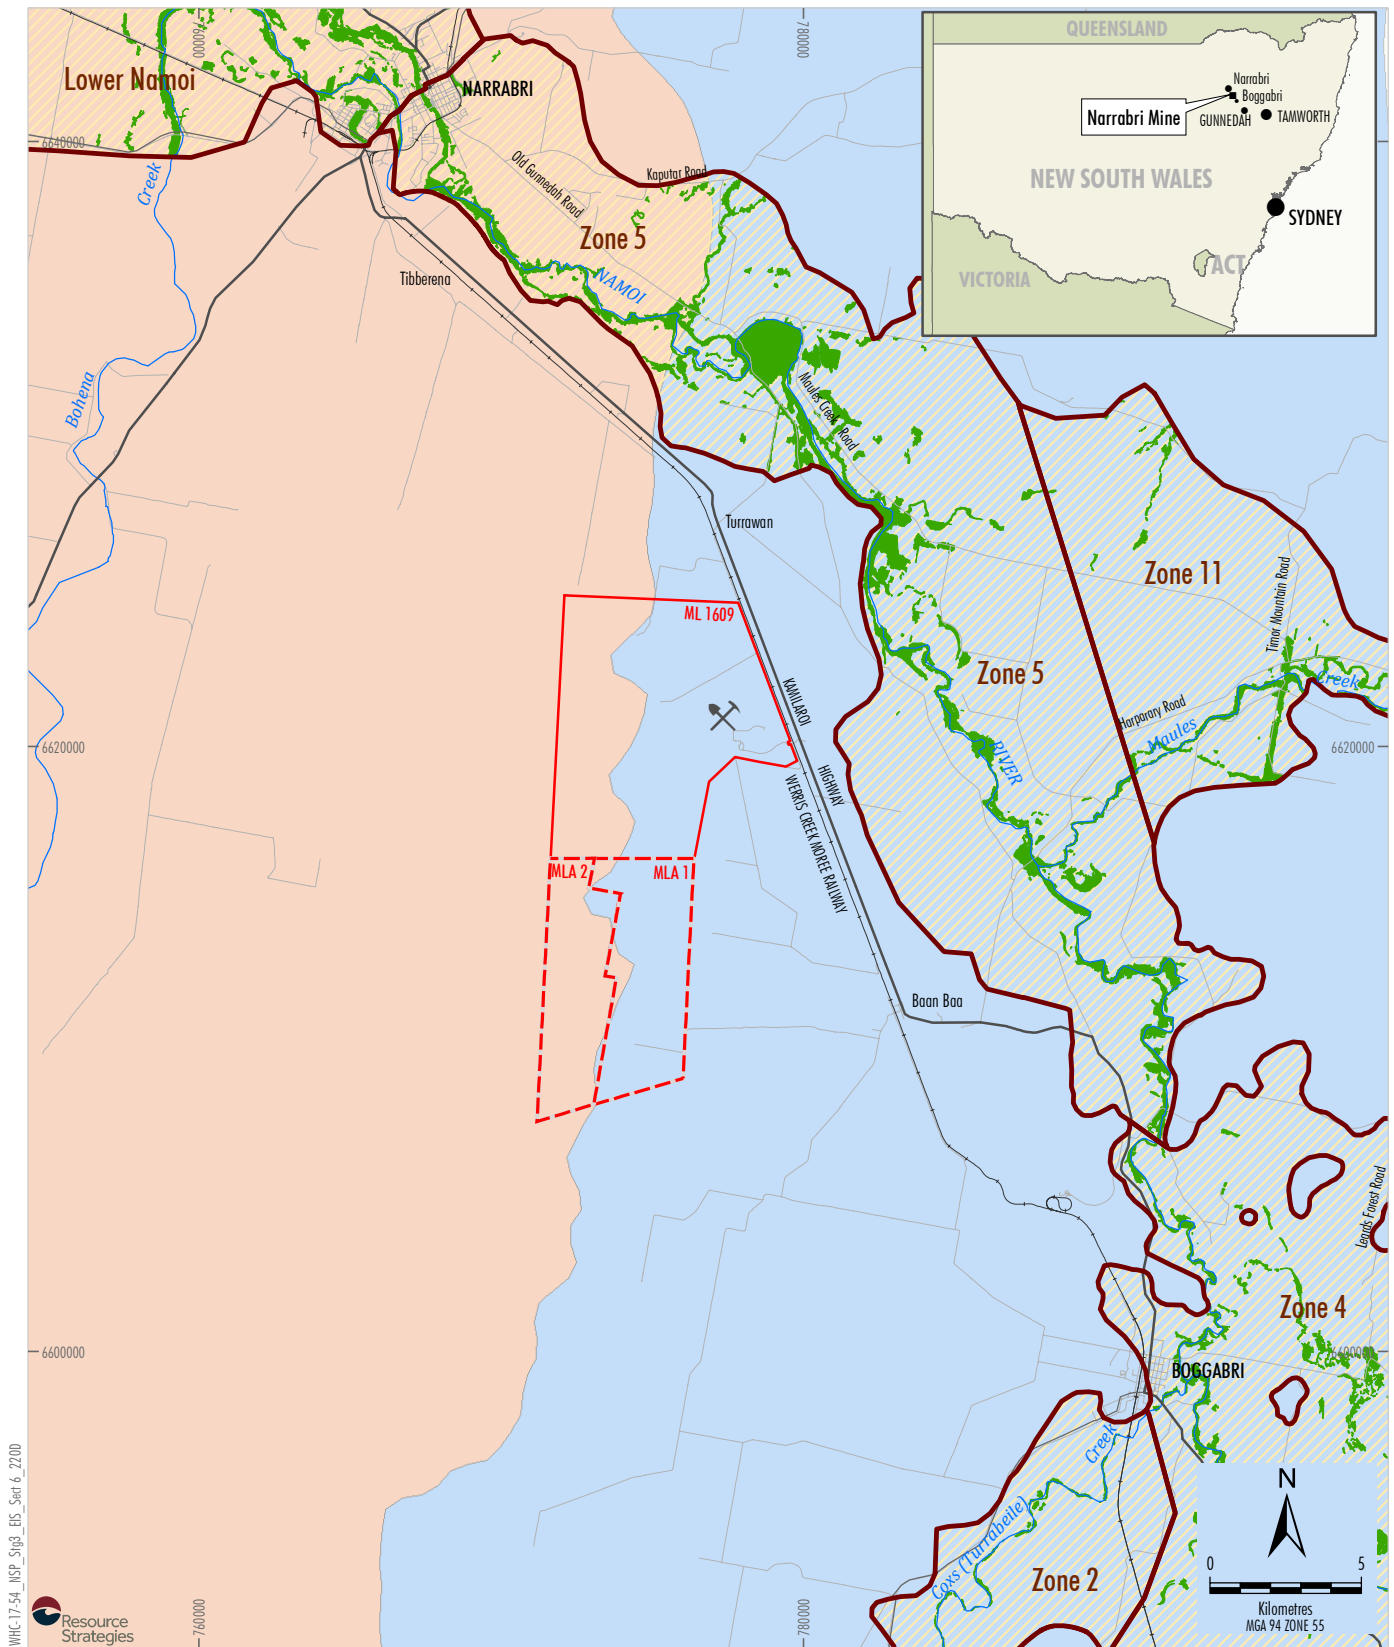 760000
780000
QUEENSLAND
Lower Namoi
NARRABRI
Narrabri
Boggabri
Narrabri Mine
GUNNEDAH
TAMWORTH
6640000
Creek
Old Gunnedah Road
Kaputar Road
NEW SOUTH WALES
SYDNEY
Zone 5
ACT
VICTORIA
Tibberena
NAMOI
Bohena
Maules Creek Road
Turrawan
Zone 11
Timor Mountain Road
ML 1609
Zone 5
Creek
KAMILAROI
Harparary Road
Maules
6620000
6620000
RIVER
HIGHWAY
WERRIS CREEK MOREE RAILWAY
MLA 2
MLA 1
Baan Baa
Leards Forest Road
Zone 4
6600000
6600000
BOGGABRI
Creek
Coxs (Turrabeile)
Zone 2
N
0
5
Kilometres
MGA 94 ZONE 55
WHC-17-54_NSP_Stg3_EIS_Sect 6_220D
Resource
Strategies
760000
780000